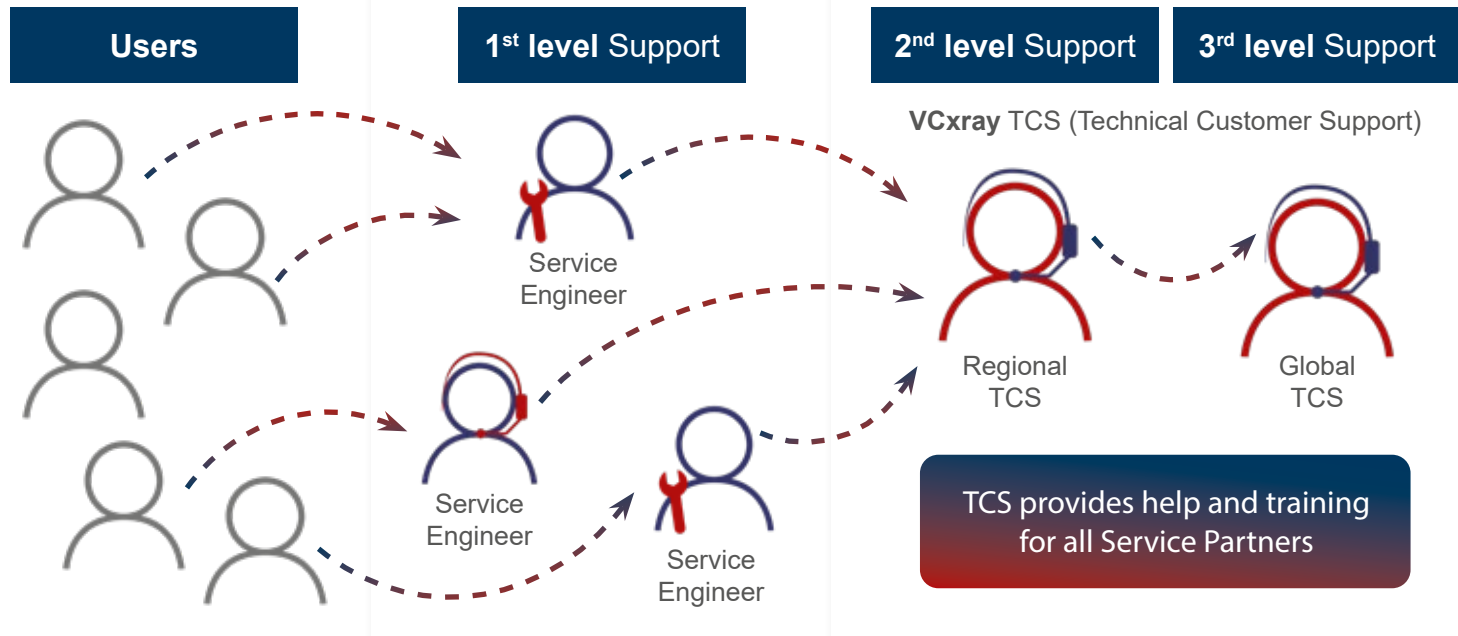 Users
1st level Support
2nd level Support
3rd level Support
VCxray TCS (Technical Customer Support)
Service
Engineer
Service
Engineer
Service
Engineer
Regional
TCS
Global
TCS
TCS provides help and training
for all Service Partners